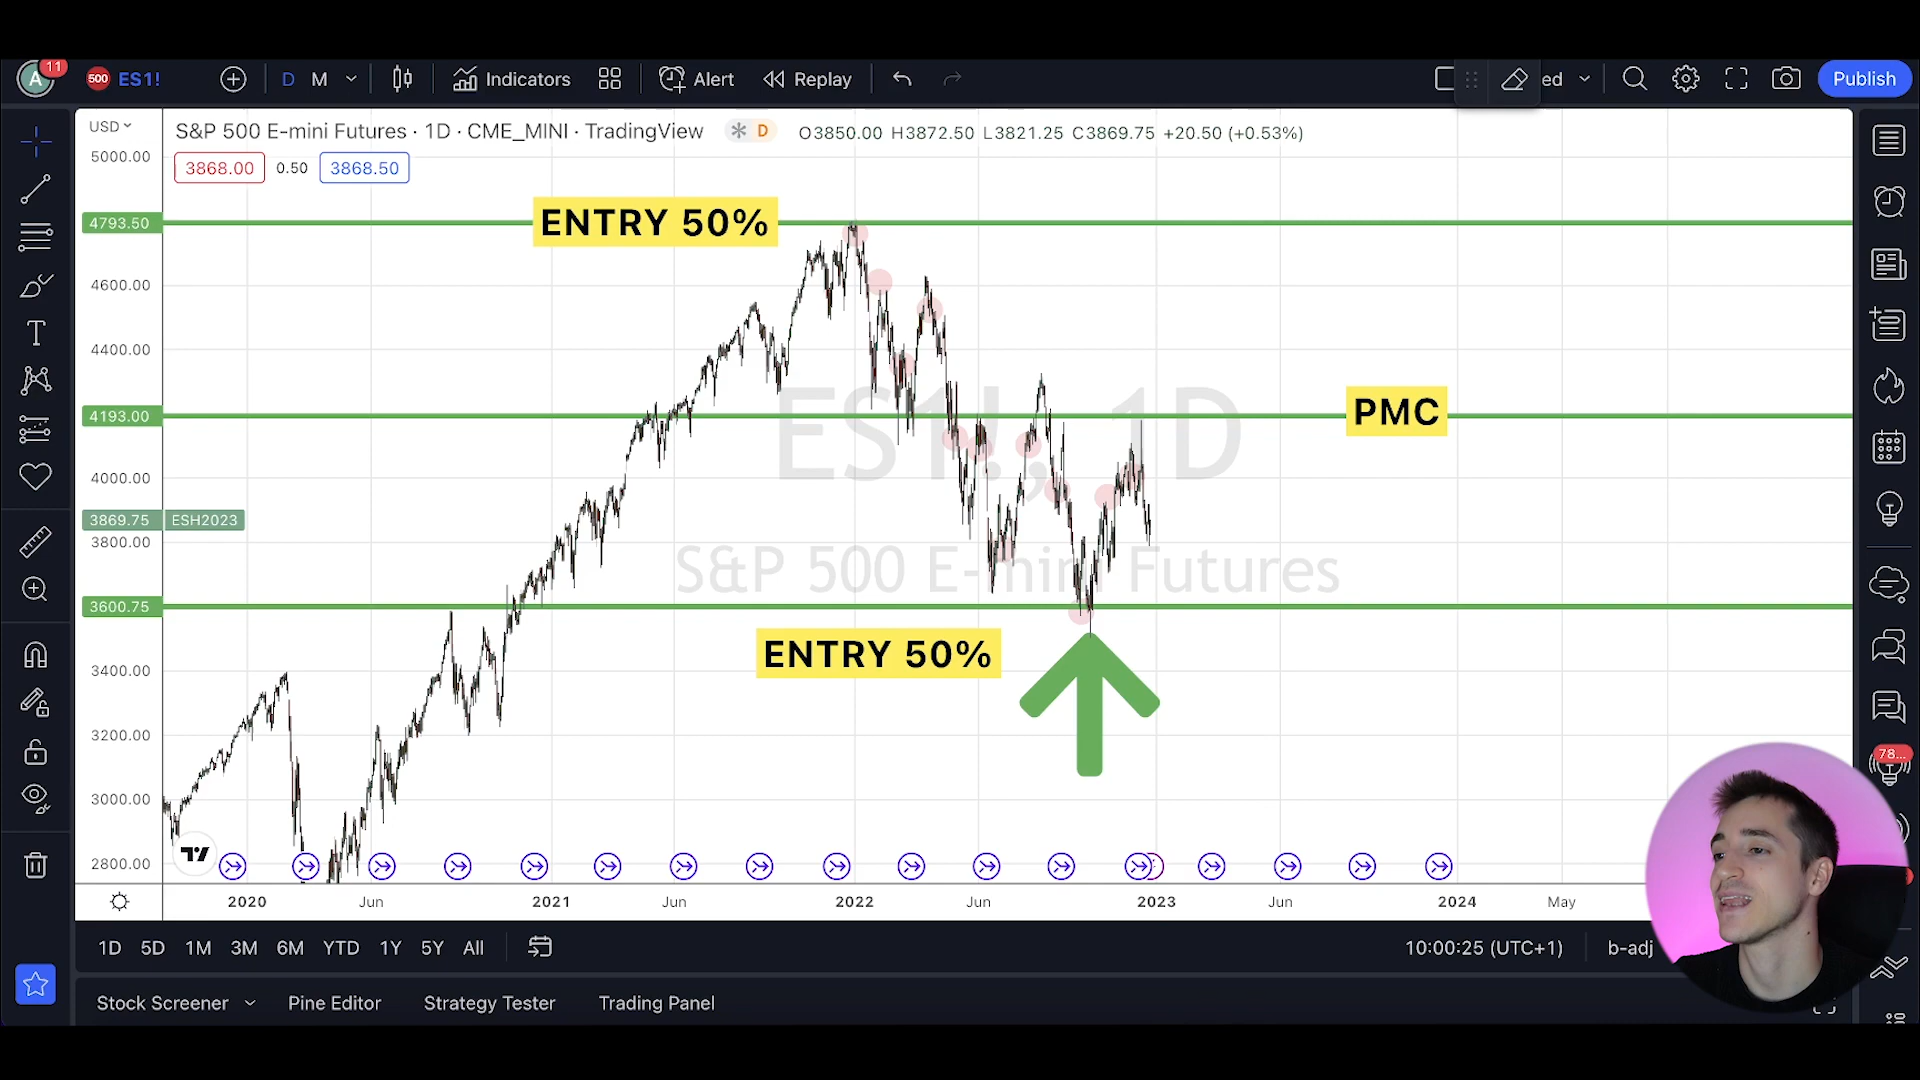 A
11
500
ES1!
D
M
Indicators
Alert
Replay
ed
Publish
USD
S&P 500 E-mini Futures · 1D · CME_MINI · TradingView
D
O3850.00 H3872.50 L3821.25 C3869.75 +20.50 (+0.53%)
5000.00
3868.00
0.50
3868.50
4793.50
ENTRY 50%
4600.00
4400.00
ES1!, 1D
4193.00
PMC
4000.00
3869.75
ESH2023
3800.00
S&P 500 E-mini Futures
3600.75
ENTRY 50%
3400.00
3200.00
78...
3000.00
2800.00
2020
Jun
2021
Jun
2022
Jun
2023
Jun
2024
May
1D
5D
1M
3M
6M
YTD
1Y
5Y
All
10:00:25 (UTC+1)
b-adj
Stock Screener
Pine Editor
Strategy Tester
Trading Panel